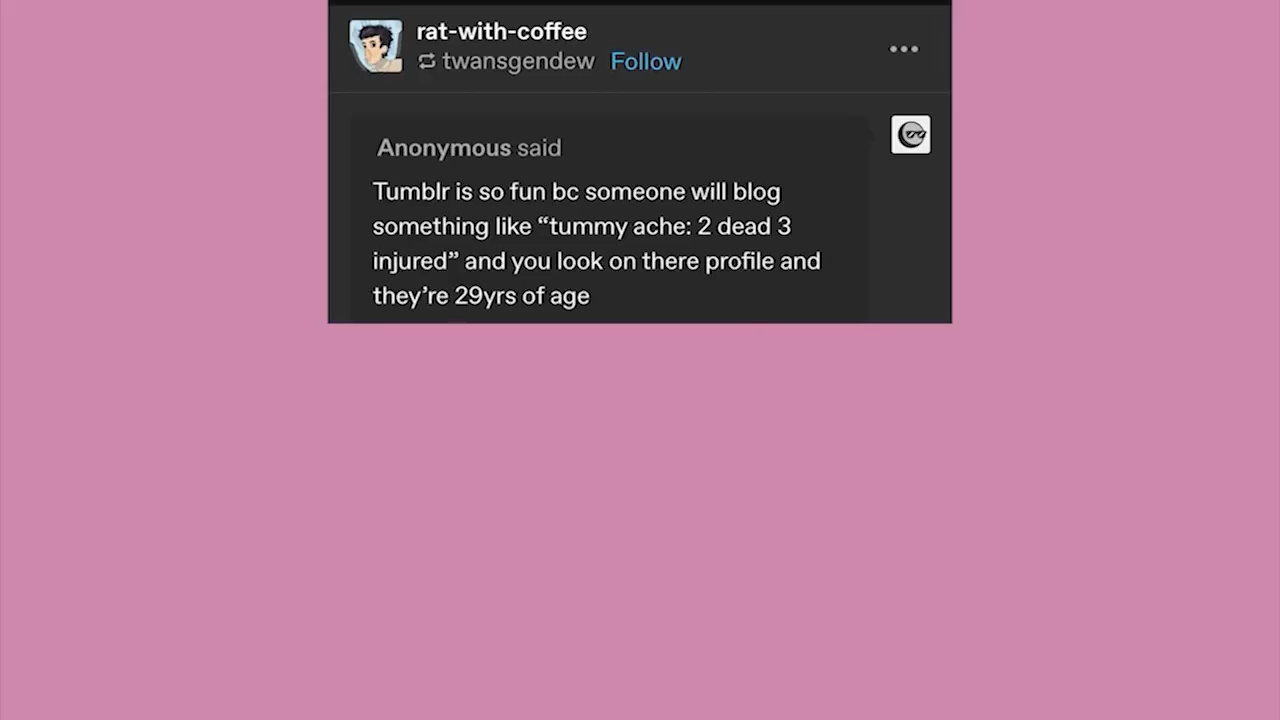 rat-with-coffee
twansgendew Follow
Anonymous said
Tumblr is so fun bc someone will blog
something like “tummy ache: 2 dead 3
injured” and you look on there profile and
they’re 29yrs of age